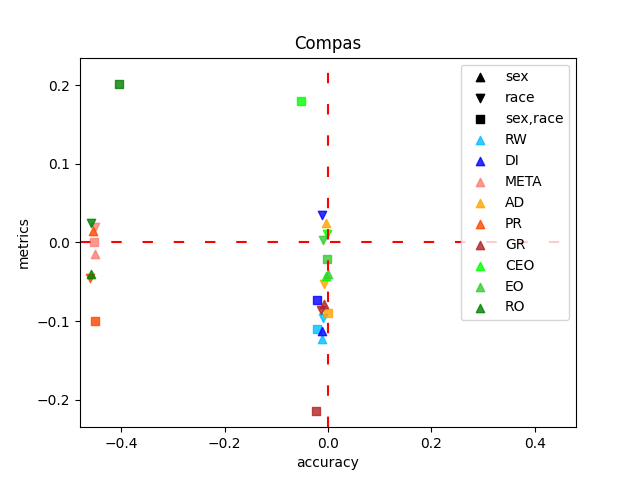 Compas
metrics
0.2
0.1
0.0
−0.1
−0.2
−0.4
−0.2
0.0
0.2
0.4
accuracy
sex
race
sex,race
RW
DI
META
AD
PR
GR
CEO
EO
RO